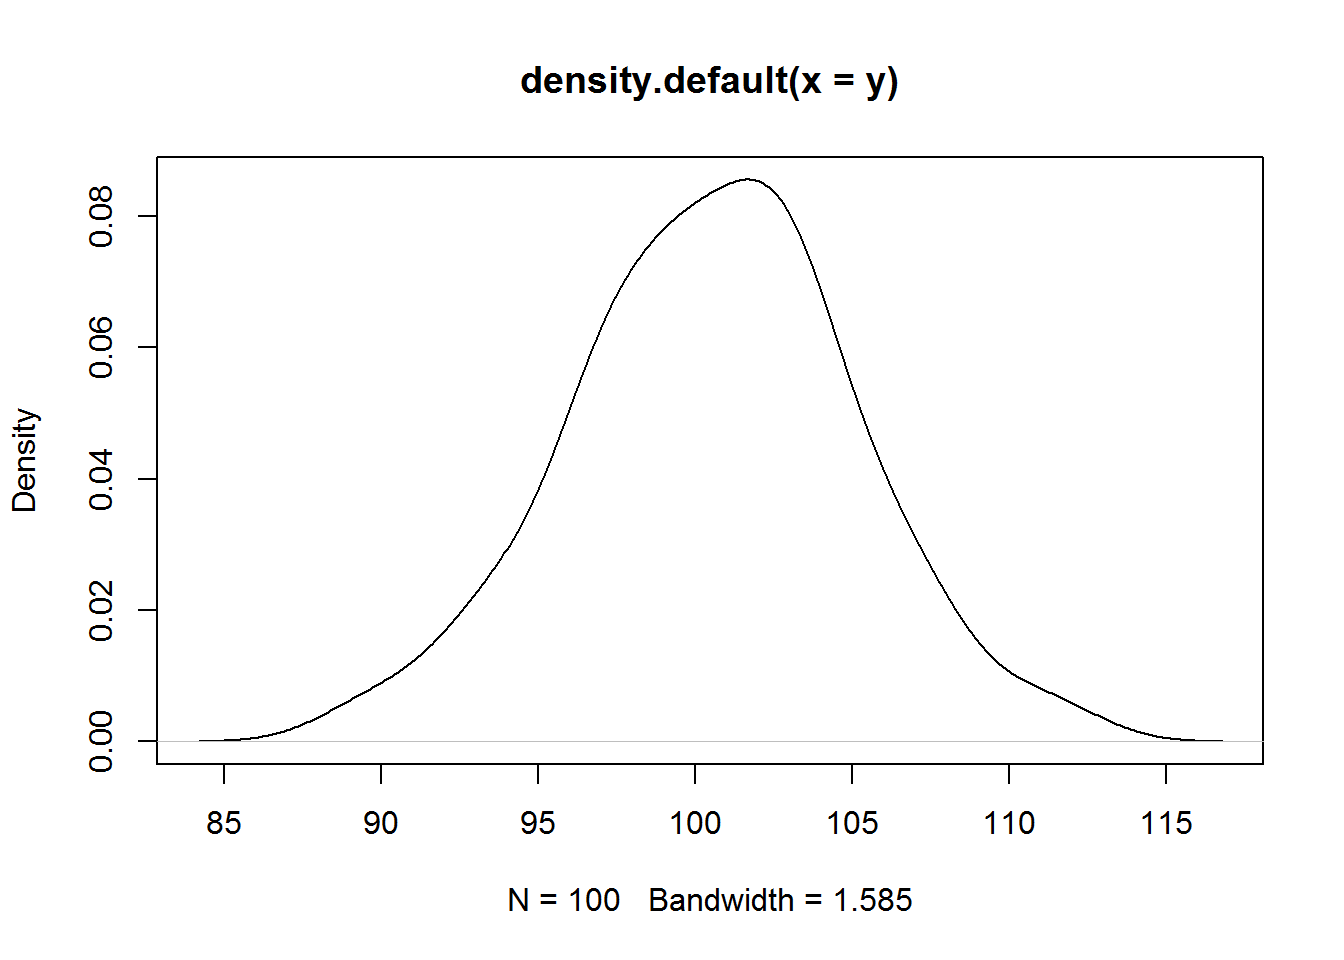 density.default(x = y)
Density
0.08
0.06
0.04
0.02
0.00
85 90 95 100 105 110 115
N = 100 Bandwidth = 1.585